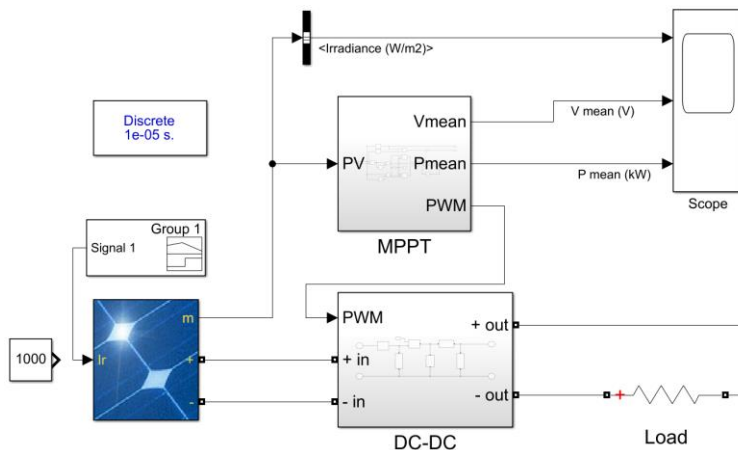 <Irradiance (W/m2)>
Discrete
1e-05 s.
Vmean
V mean (V)
PV
Pmean
P mean (kW)
PWM
Scope
MPPT
Group 1
Signal 1
m
PWM
+ out
1000
Ir
+
+ in
-
- in
- out
+
DC-DC
Load